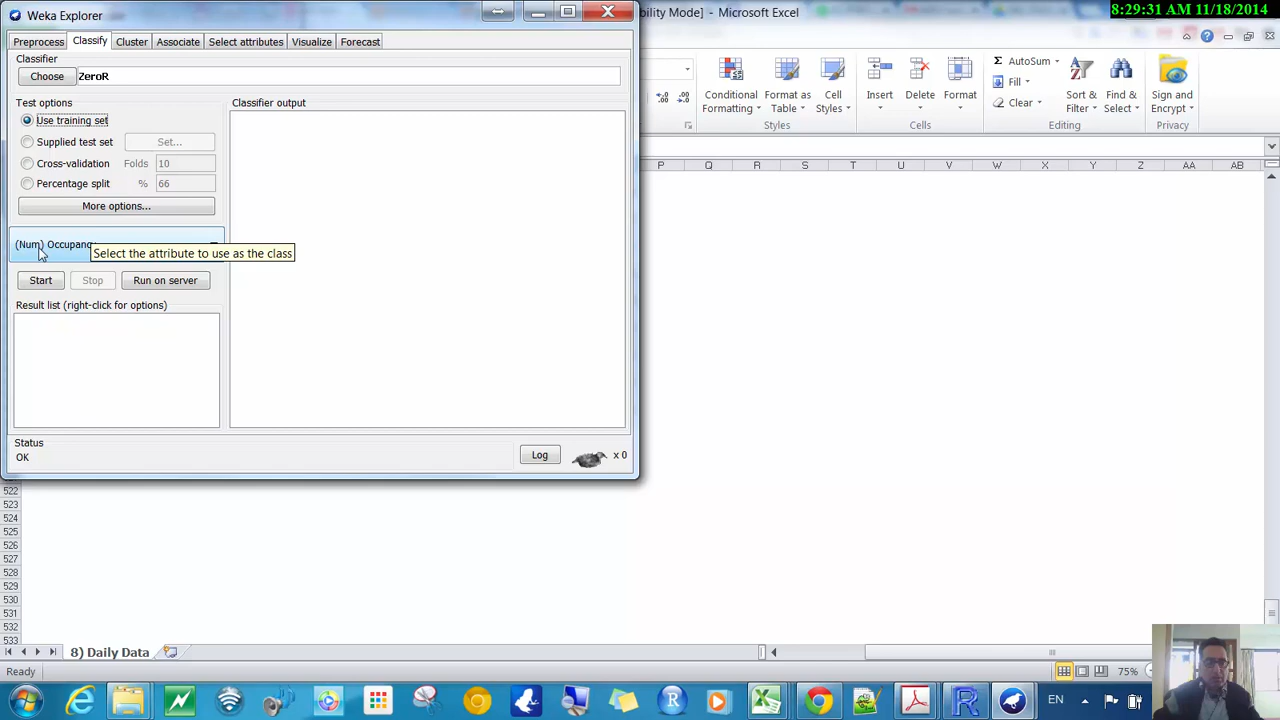 Weka Explorer
bility Mode] - Microsoft Excel
8:29:31 AM 11/18/2014
Preprocess Classify Cluster Associate Select attributes Visualize Forecast
Classifier
Choose ZeroR
Test options
Use training set
Supplied test set Set...
Cross-validation Folds 10
Percentage split % 66
More options...
(Num) Occupanc
Select the attribute to use as the class
Start Stop Run on server
Result list (right-click for options)
Classifier output
Status
OK
Log x 0
Conditional Formatting
Format as Table
Cell Styles
Styles
Insert Delete Format
Cells
AutoSum
Fill
Clear
Sort & Filter
Find & Select
Editing
Sign and Encrypt
Privacy
P Q R S T U V W X Y Z AA AB
522
523
524
525
526
527
528
529
530
531
532
533
8) Daily Data
Ready
75%
EN